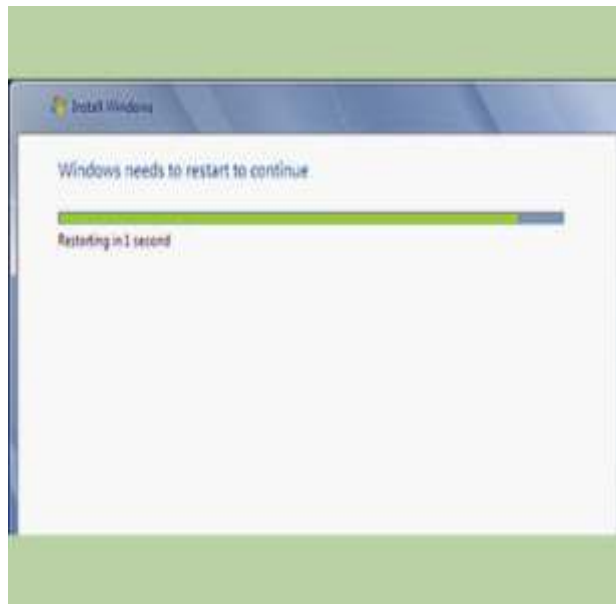 Install Windows
Windows needs to restart to continue
Restarting in 1 second